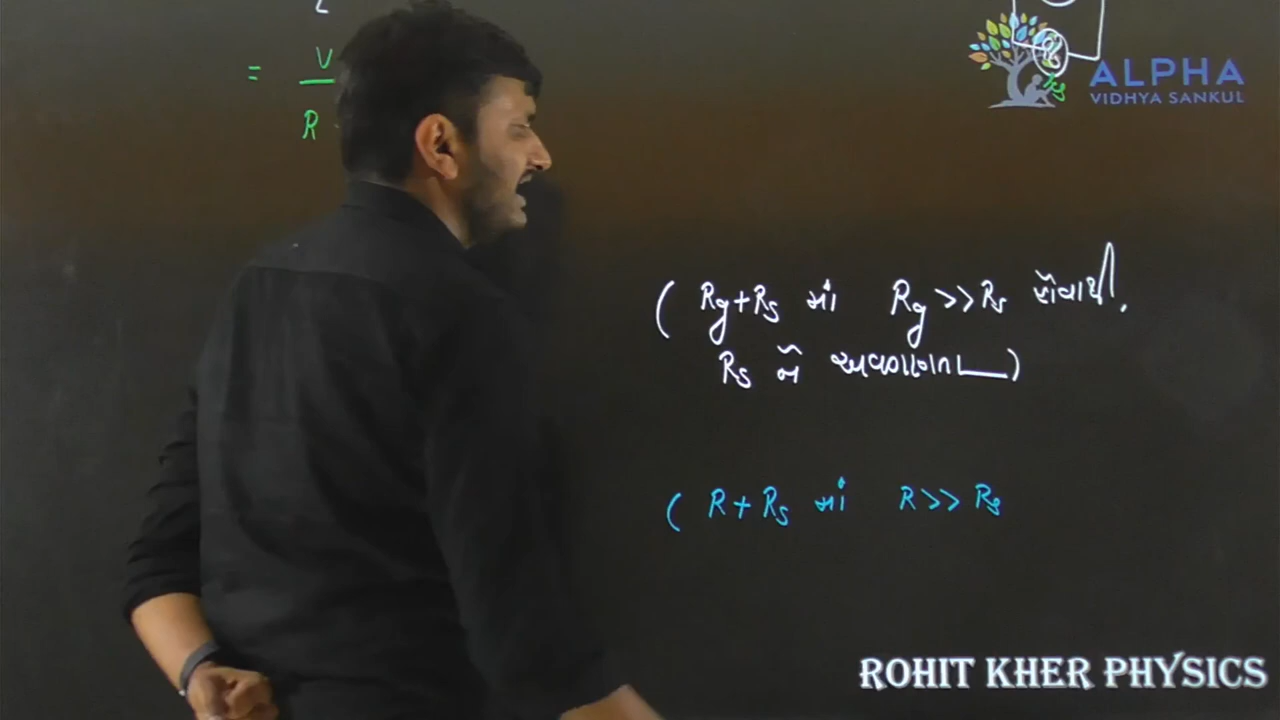 = V
R
ALPHA
VIDHYA SANKUL
( Rg+Rs માં Rg >> Rs હોવાથી.
Rs ને અવગણતા )
( R + Rs માં R >> Rs
ROHIT KHER PHYSICS